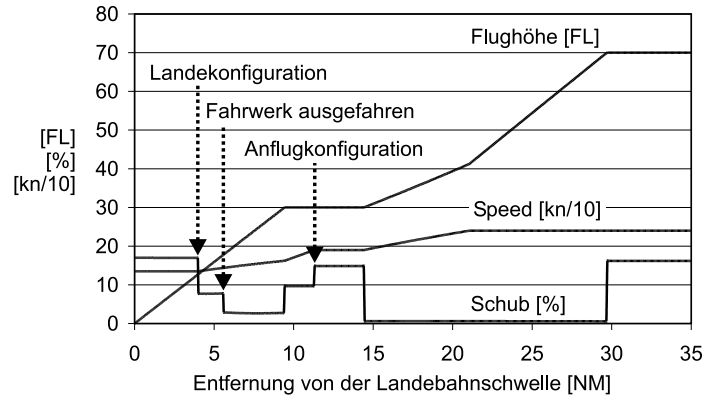 80
70
60
50
40
30
20
10
0
[FL]
[%]
[kn/10]
Flughöhe [FL]
Landekonfiguration
Fahrwerk ausgefahren
Anflugkonfiguration
Speed [kn/10]
Schub [%]
0 5 10 15 20 25 30 35
Entfernung von der Landebahnschwelle [NM]